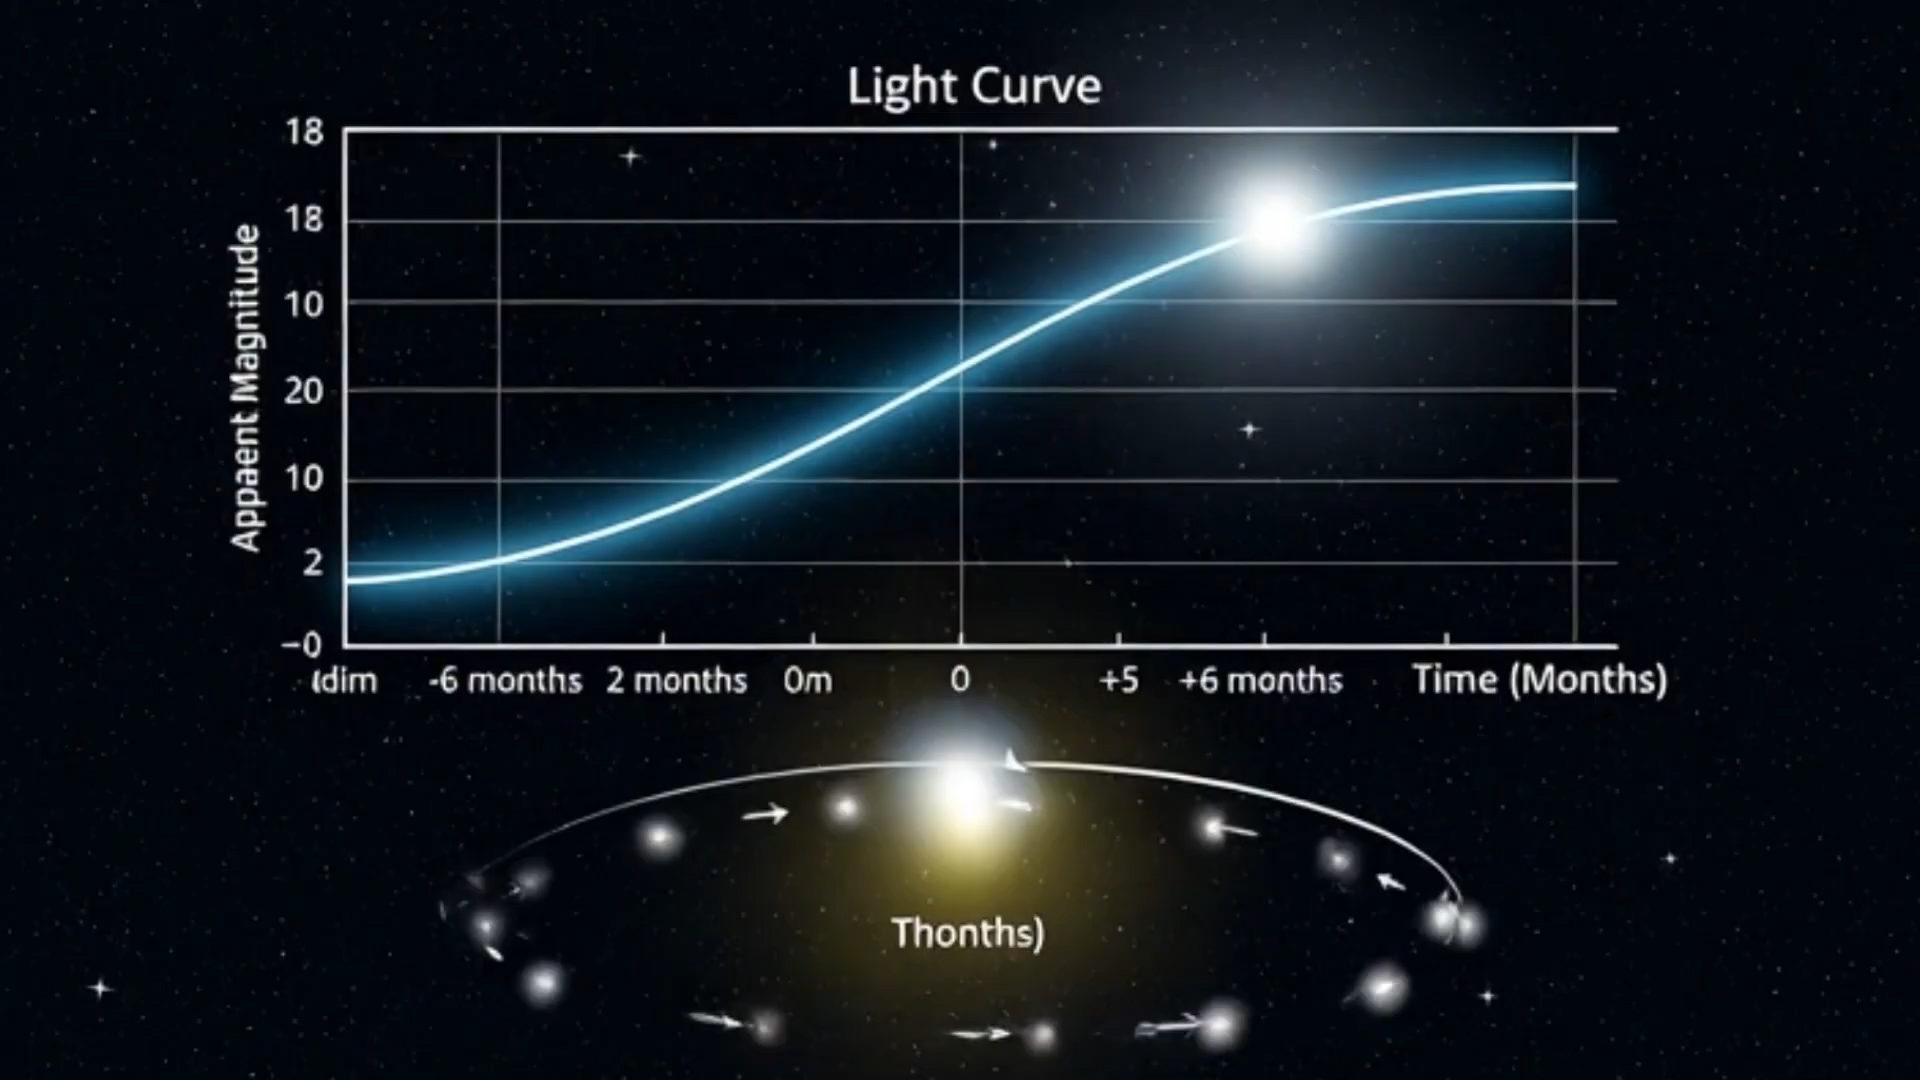 Light Curve
18
18
10
20
10
2
−0
Appaent Magnitude
(dim -6 months 2 months 0m 0 +5 +6 months Time (Months)
Thonths)